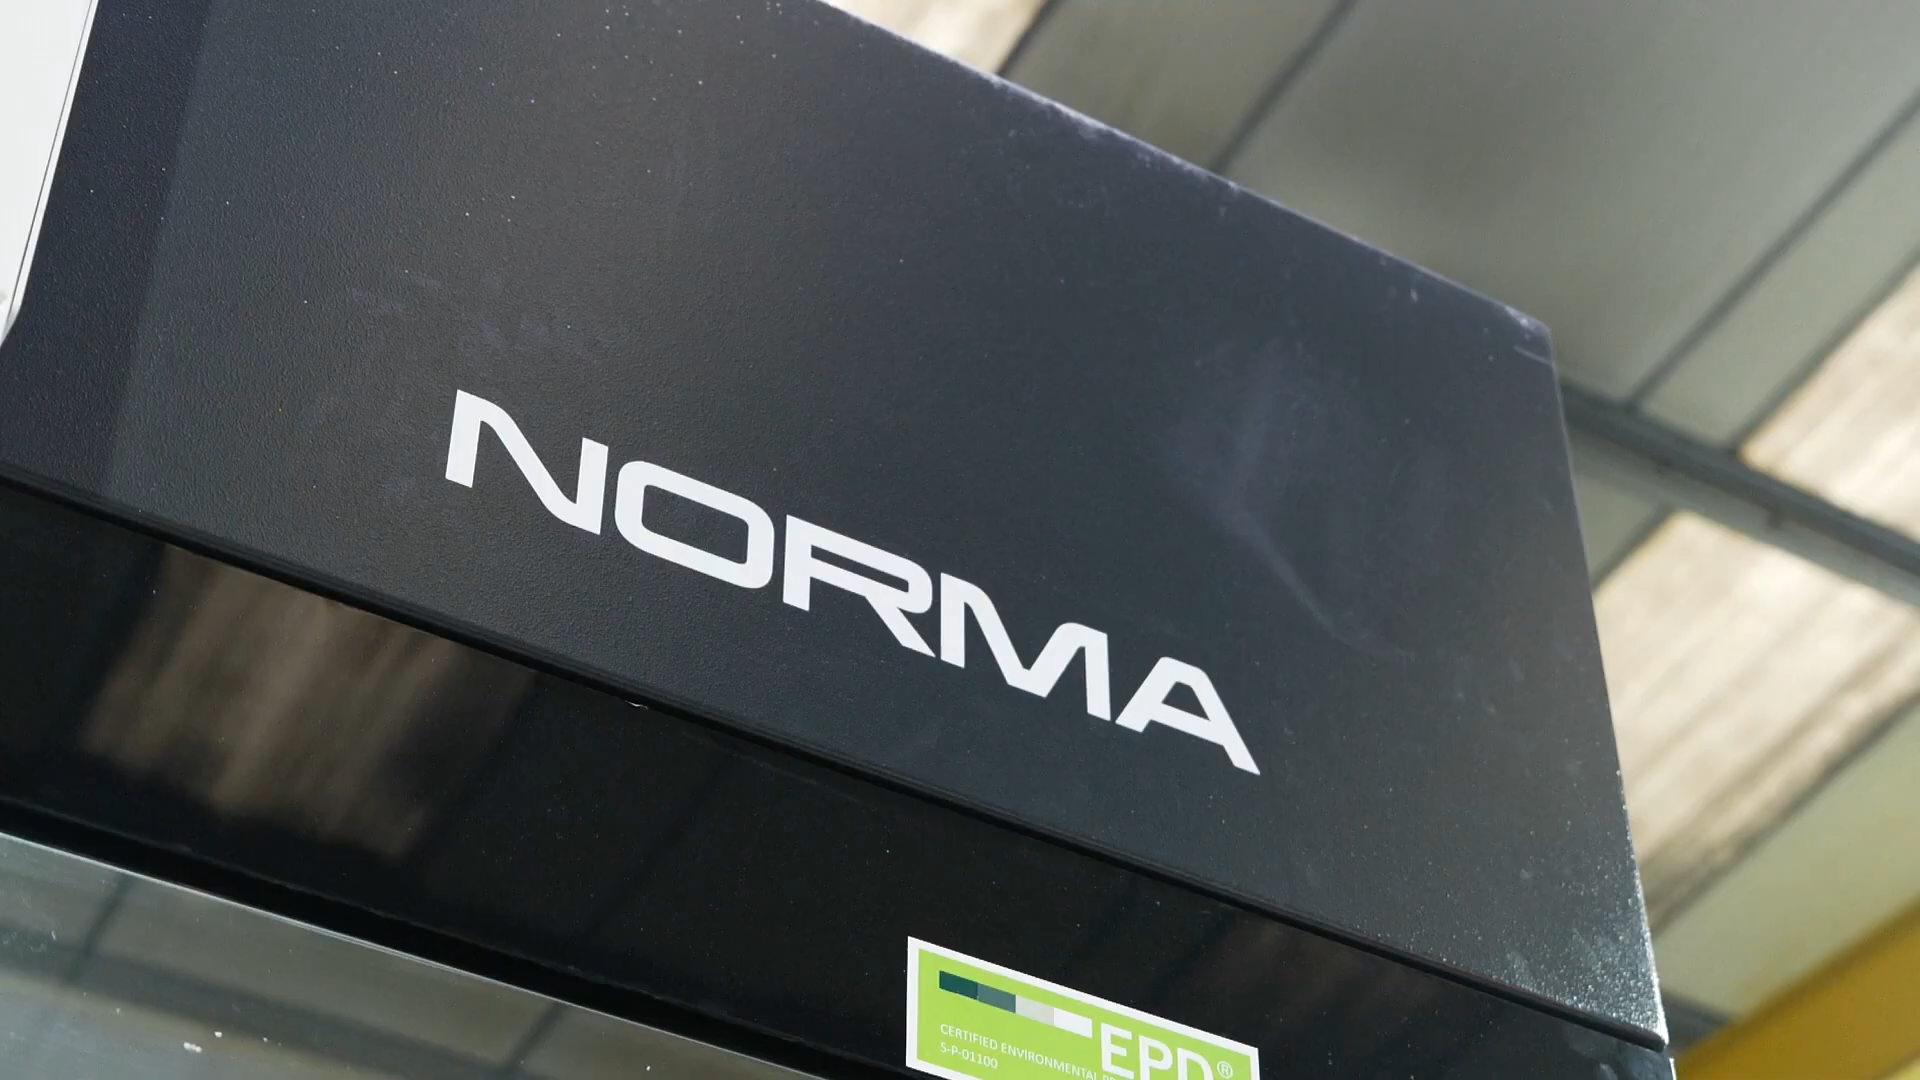 NORMA
EPD®
CERTIFIED ENVIRONMENTAL
S-P-01100